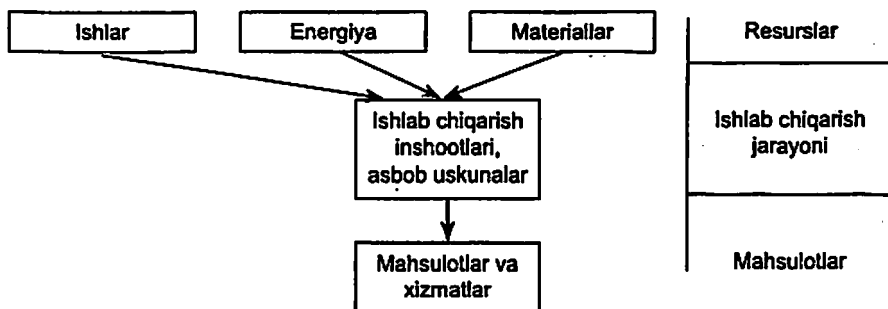 Ishlar
Energiya
Materiallar
Resurslar
Ishlab chiqarish
inshootlari,
asbob uskunalar
Ishlab chiqarish
jarayoni
Mahsulotlar va
xizmatlar
Mahsulotlar